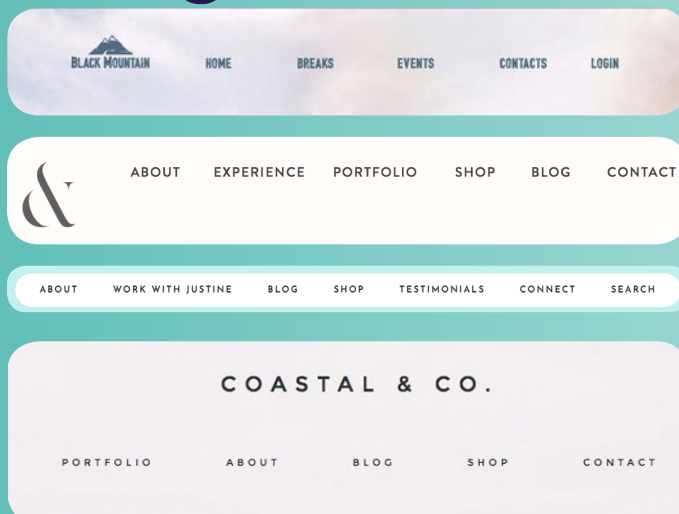 BLACK MOUNTAIN HOME BREAKS EVENTS CONTACTS LOGIN
& ABOUT EXPERIENCE PORTFOLIO SHOP BLOG CONTACT
ABOUT WORK WITH JUSTINE BLOG SHOP TESTIMONIALS CONNECT SEARCH
COASTAL & CO.
PORTFOLIO ABOUT BLOG SHOP CONTACT